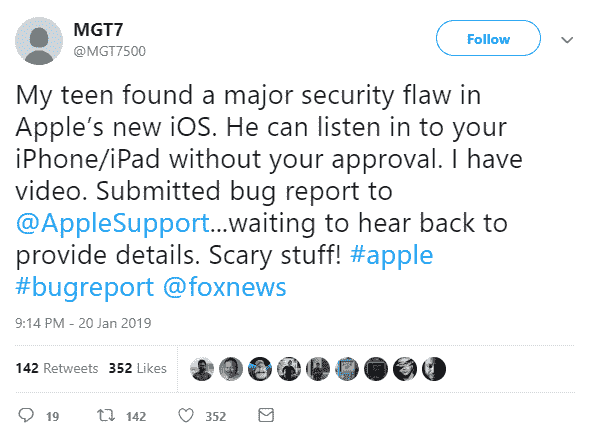 MGT7
@MGT7500
Follow
My teen found a major security flaw in
Apple's new iOS. He can listen in to your
iPhone/iPad without your approval. I have
video. Submitted bug report to
@AppleSupport...waiting to hear back to
provide details. Scary stuff! #apple
#bugreport @foxnews
9:14 PM - 20 Jan 2019
142 Retweets 352 Likes
19 142 352